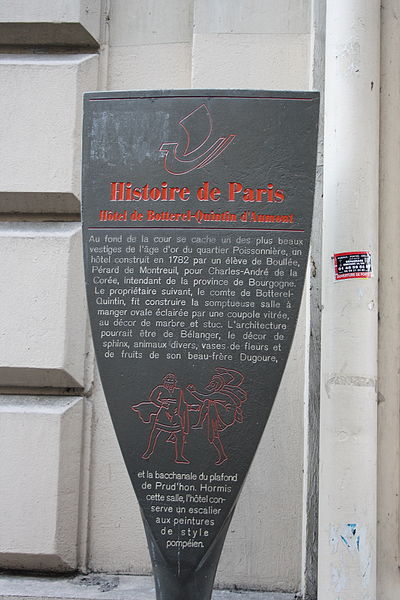 Histoire de Paris
Hôtel de Botterel-Quintin d'Aumont
Au fond de la cour se cache un des plus beaux
vestiges de l'âge d'or du quartier Poissonnière, un
hôtel construit en 1782 par un élève de Boullée,
Pérard de Montreuil, pour Charles-André de la
Corée, intendant de la province de Bourgogne.
Le propriétaire suivant, le comte de Botterel-
Quintin, fit construire la somptueuse salle à
manger ovale éclairée par une coupole vitrée,
au décor de marbre et stuc. L'architecture
pourrait être de Bélanger, le décor de
sphinx, animaux divers, vases de fleurs et
de fruits de son beau-frère Dugoure,
et la bacchanale du plafond
de Prud'hon. Hormis
cette salle, l'hôtel con-
serve un escalier
aux peintures
de style
pompéien.